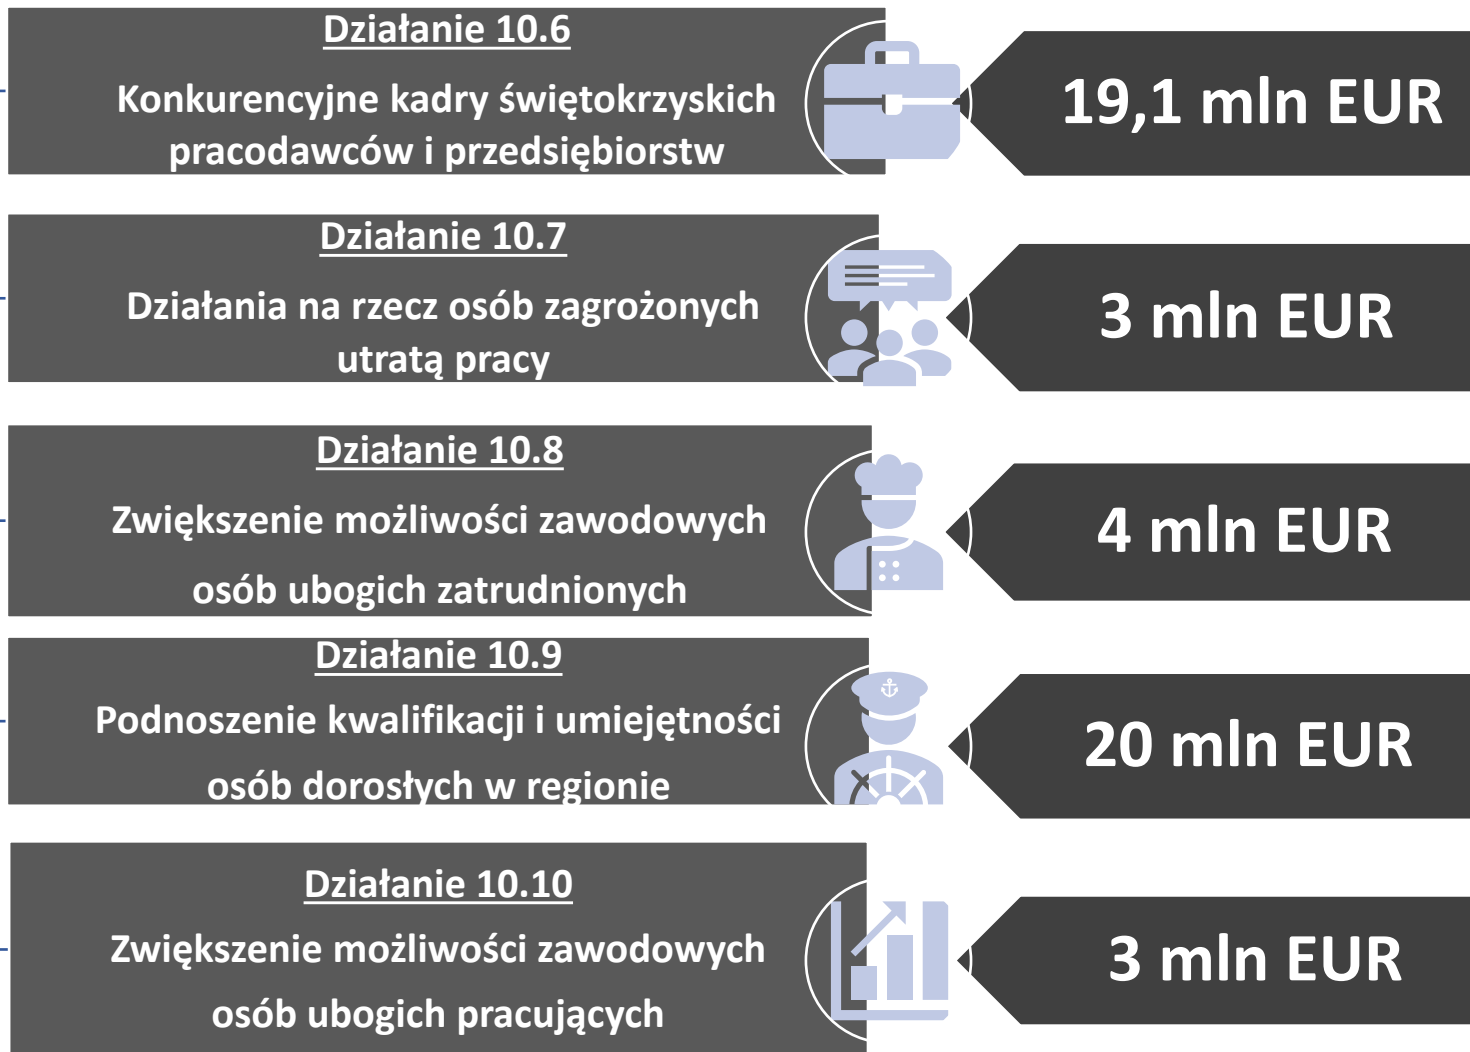 Działanie 10.6
Konkurencyjne kadry świętokrzyskich
pracodawców i przedsiębiorstw
19,1 mln EUR
Działanie 10.7
Działania na rzecz osób zagrożonych
utratą pracy
3 mln EUR
Działanie 10.8
Zwiększenie możliwości zawodowych
osób ubogich zatrudnionych
4 mln EUR
Działanie 10.9
Podnoszenie kwalifikacji i umiejętności
osób dorosłych w regionie
20 mln EUR
Działanie 10.10
Zwiększenie możliwości zawodowych
osób ubogich pracujących
3 mln EUR